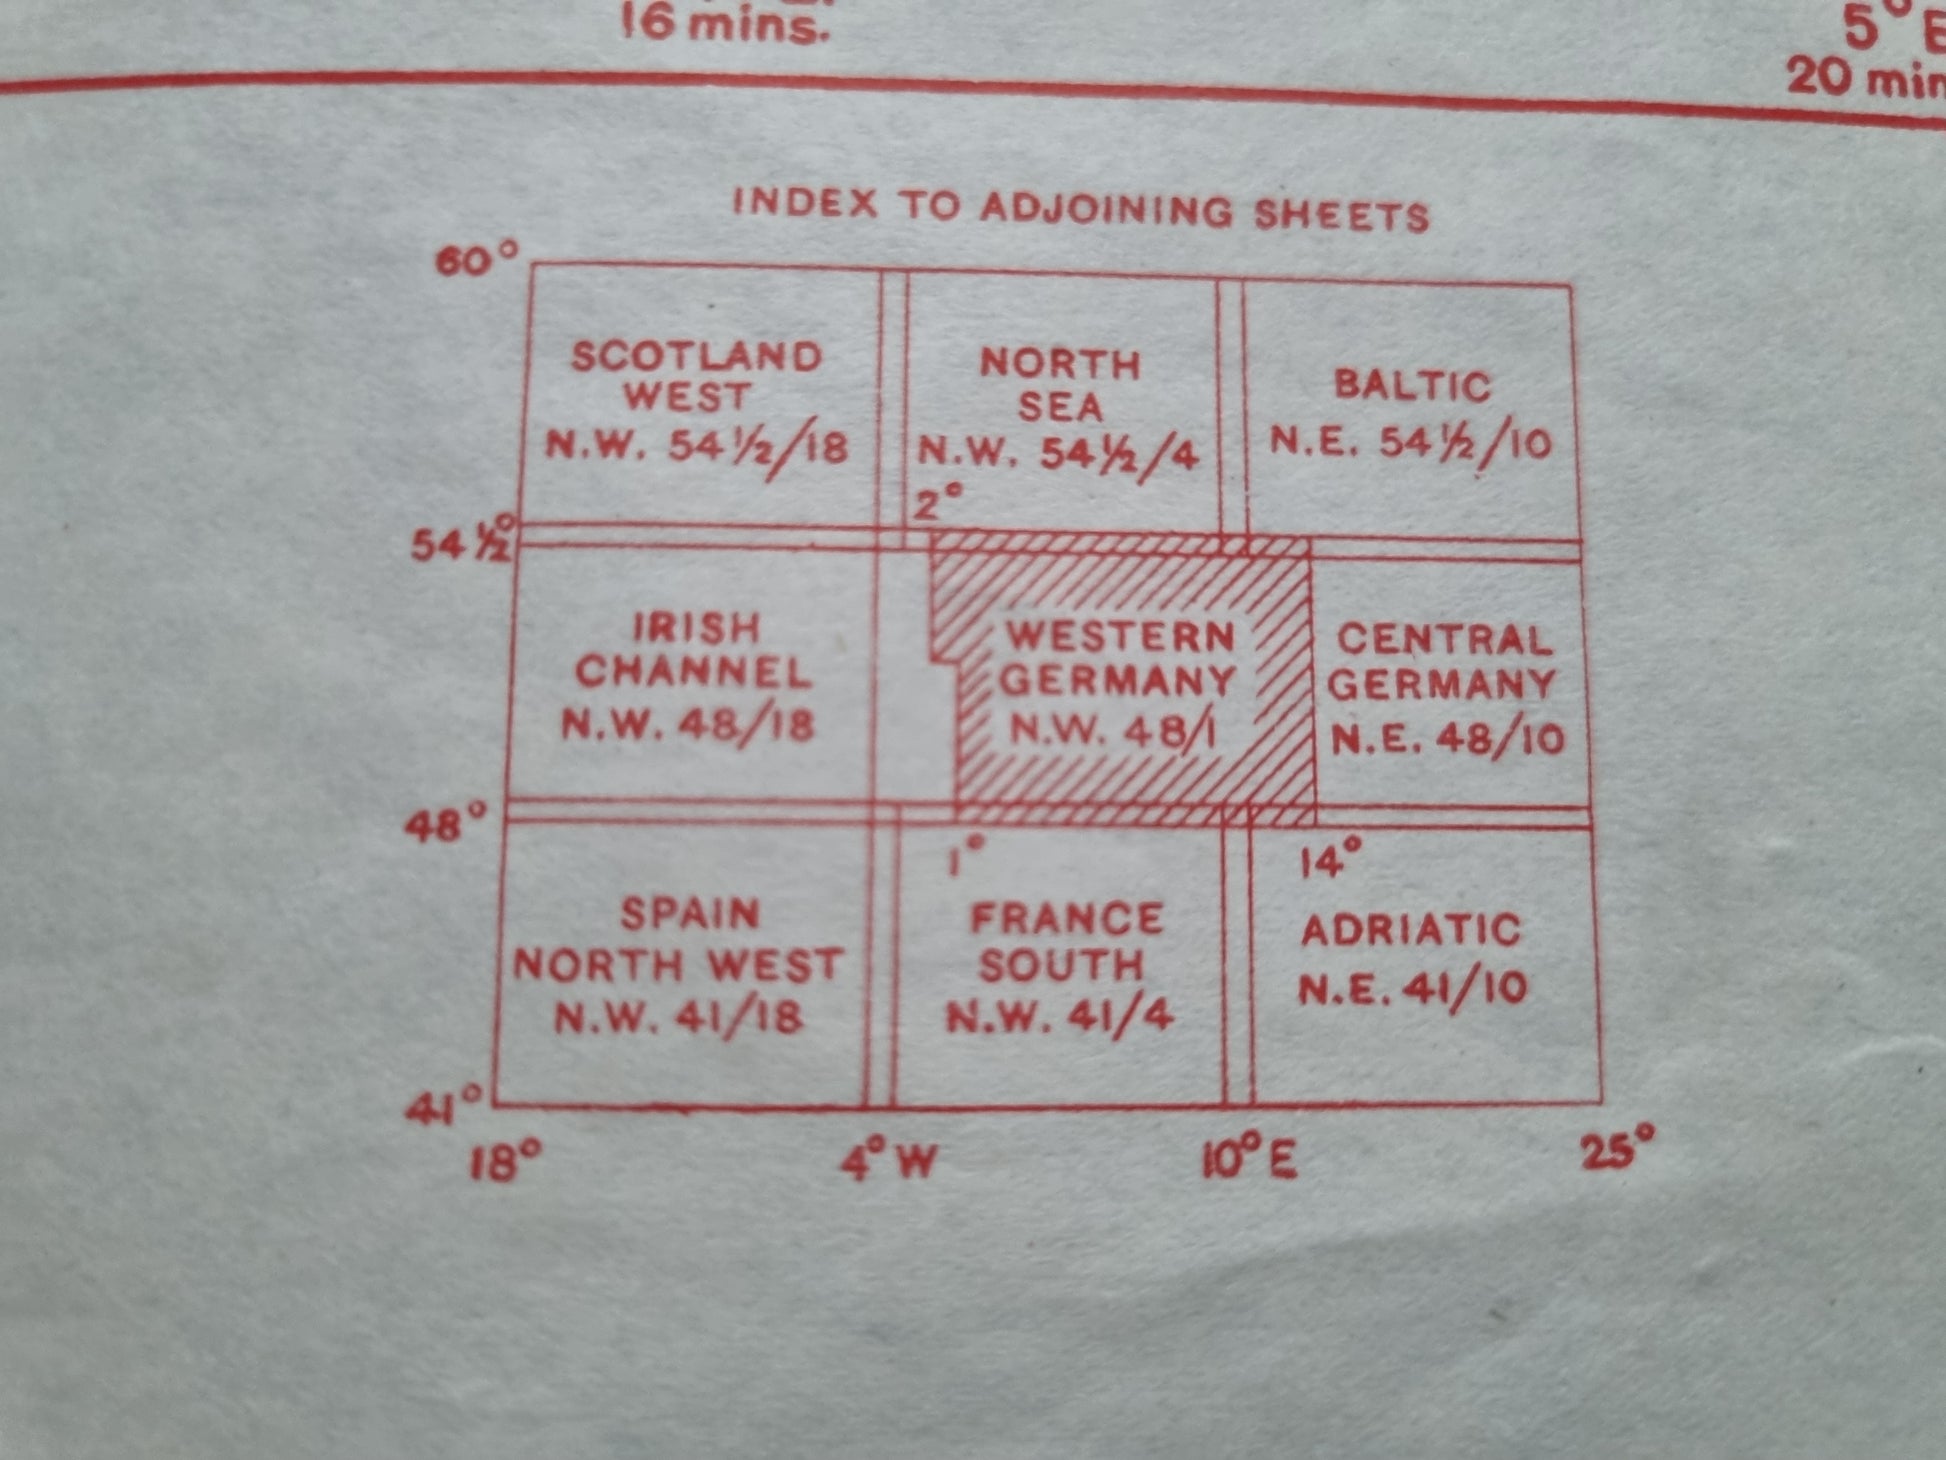 16 mins.
5° E
20 min
INDEX TO ADJOINING SHEETS
60°
SCOTLAND
WEST
N.W. 54½/18
NORTH
SEA
N.W. 54½/4
BALTIC
N.E. 54½/10
2°
54½°
IRISH
CHANNEL
N.W. 48/18
WESTERN
GERMANY
N.W. 48/1
CENTRAL
GERMANY
N.E. 48/10
48°
1°
14°
SPAIN
NORTH WEST
N.W. 41/18
FRANCE
SOUTH
N.W. 41/4
ADRIATIC
N.E. 41/10
41°
18°
4° W
10° E
25°